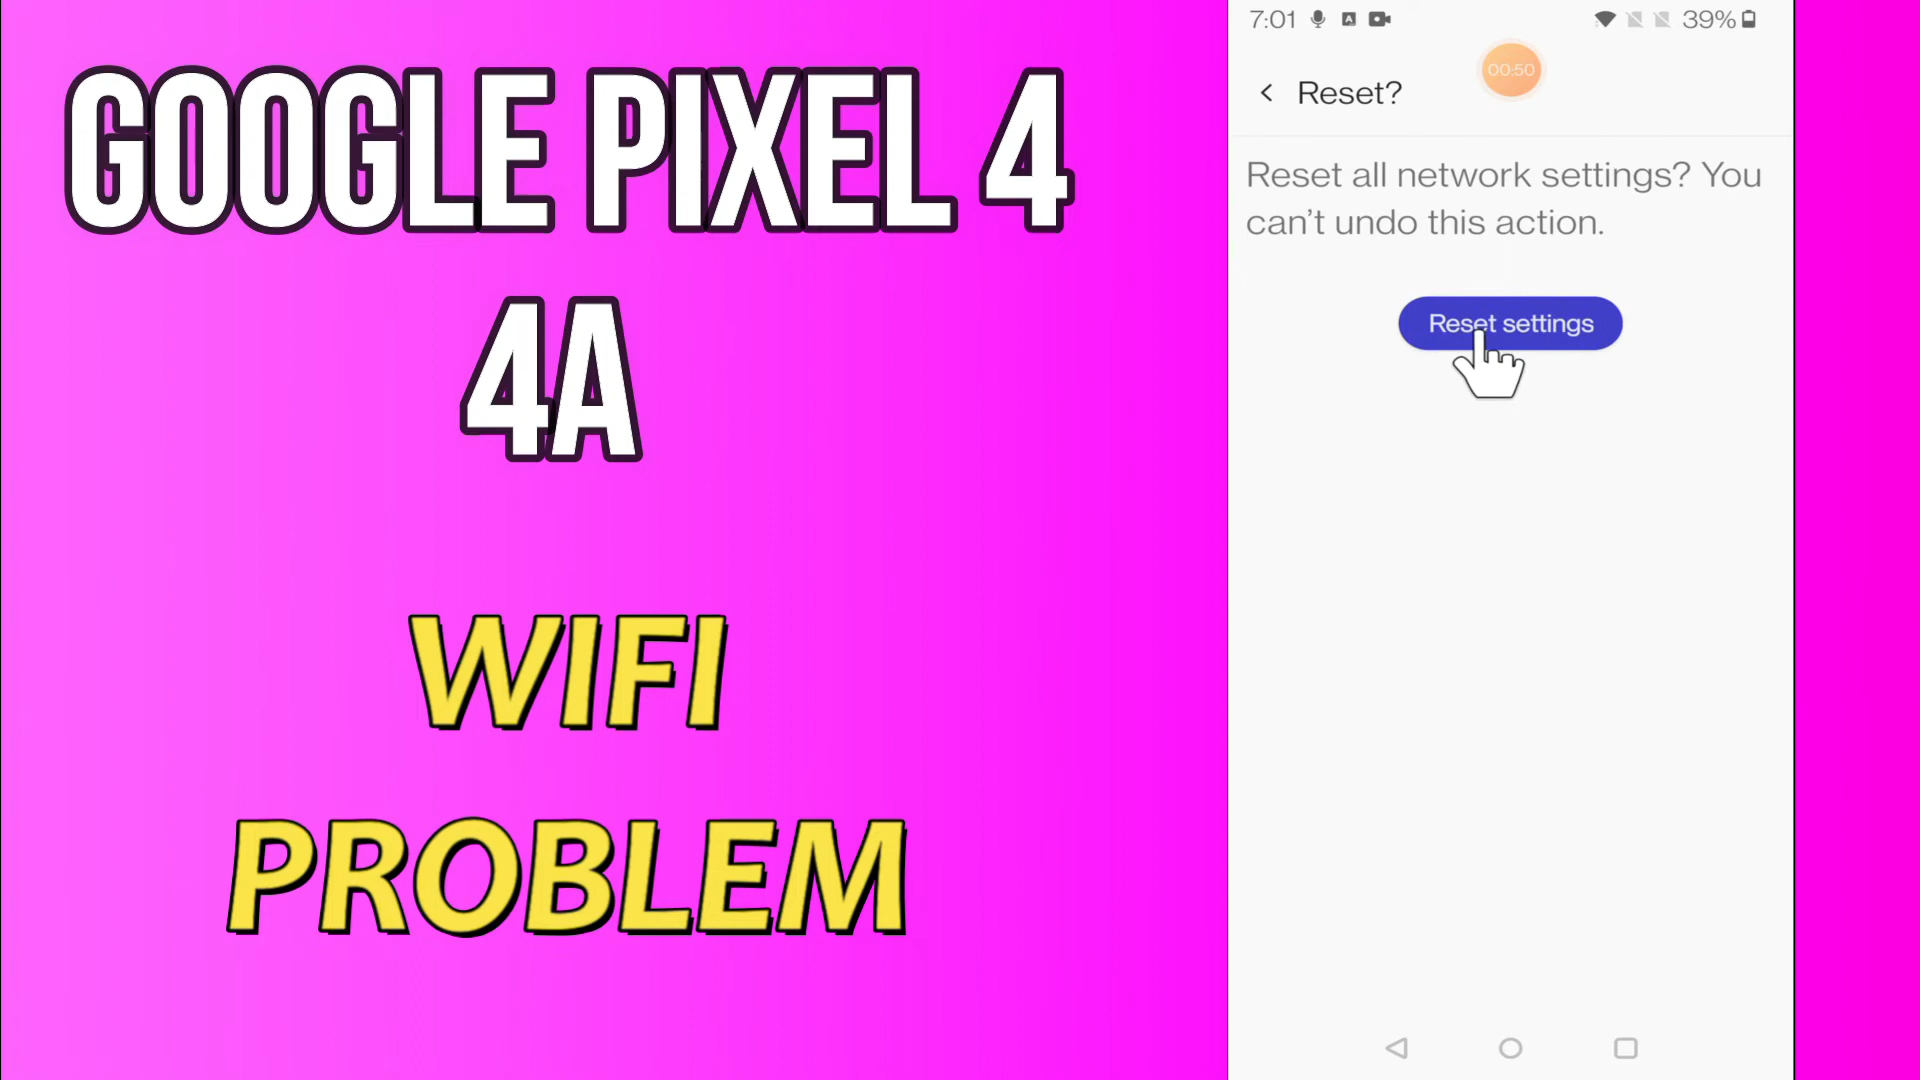 GOOGLE PIXEL 4
4A
WIFI
PROBLEM
7:01
39%
00:50
Reset?
Reset all network settings? You
can’t undo this action.
Reset settings